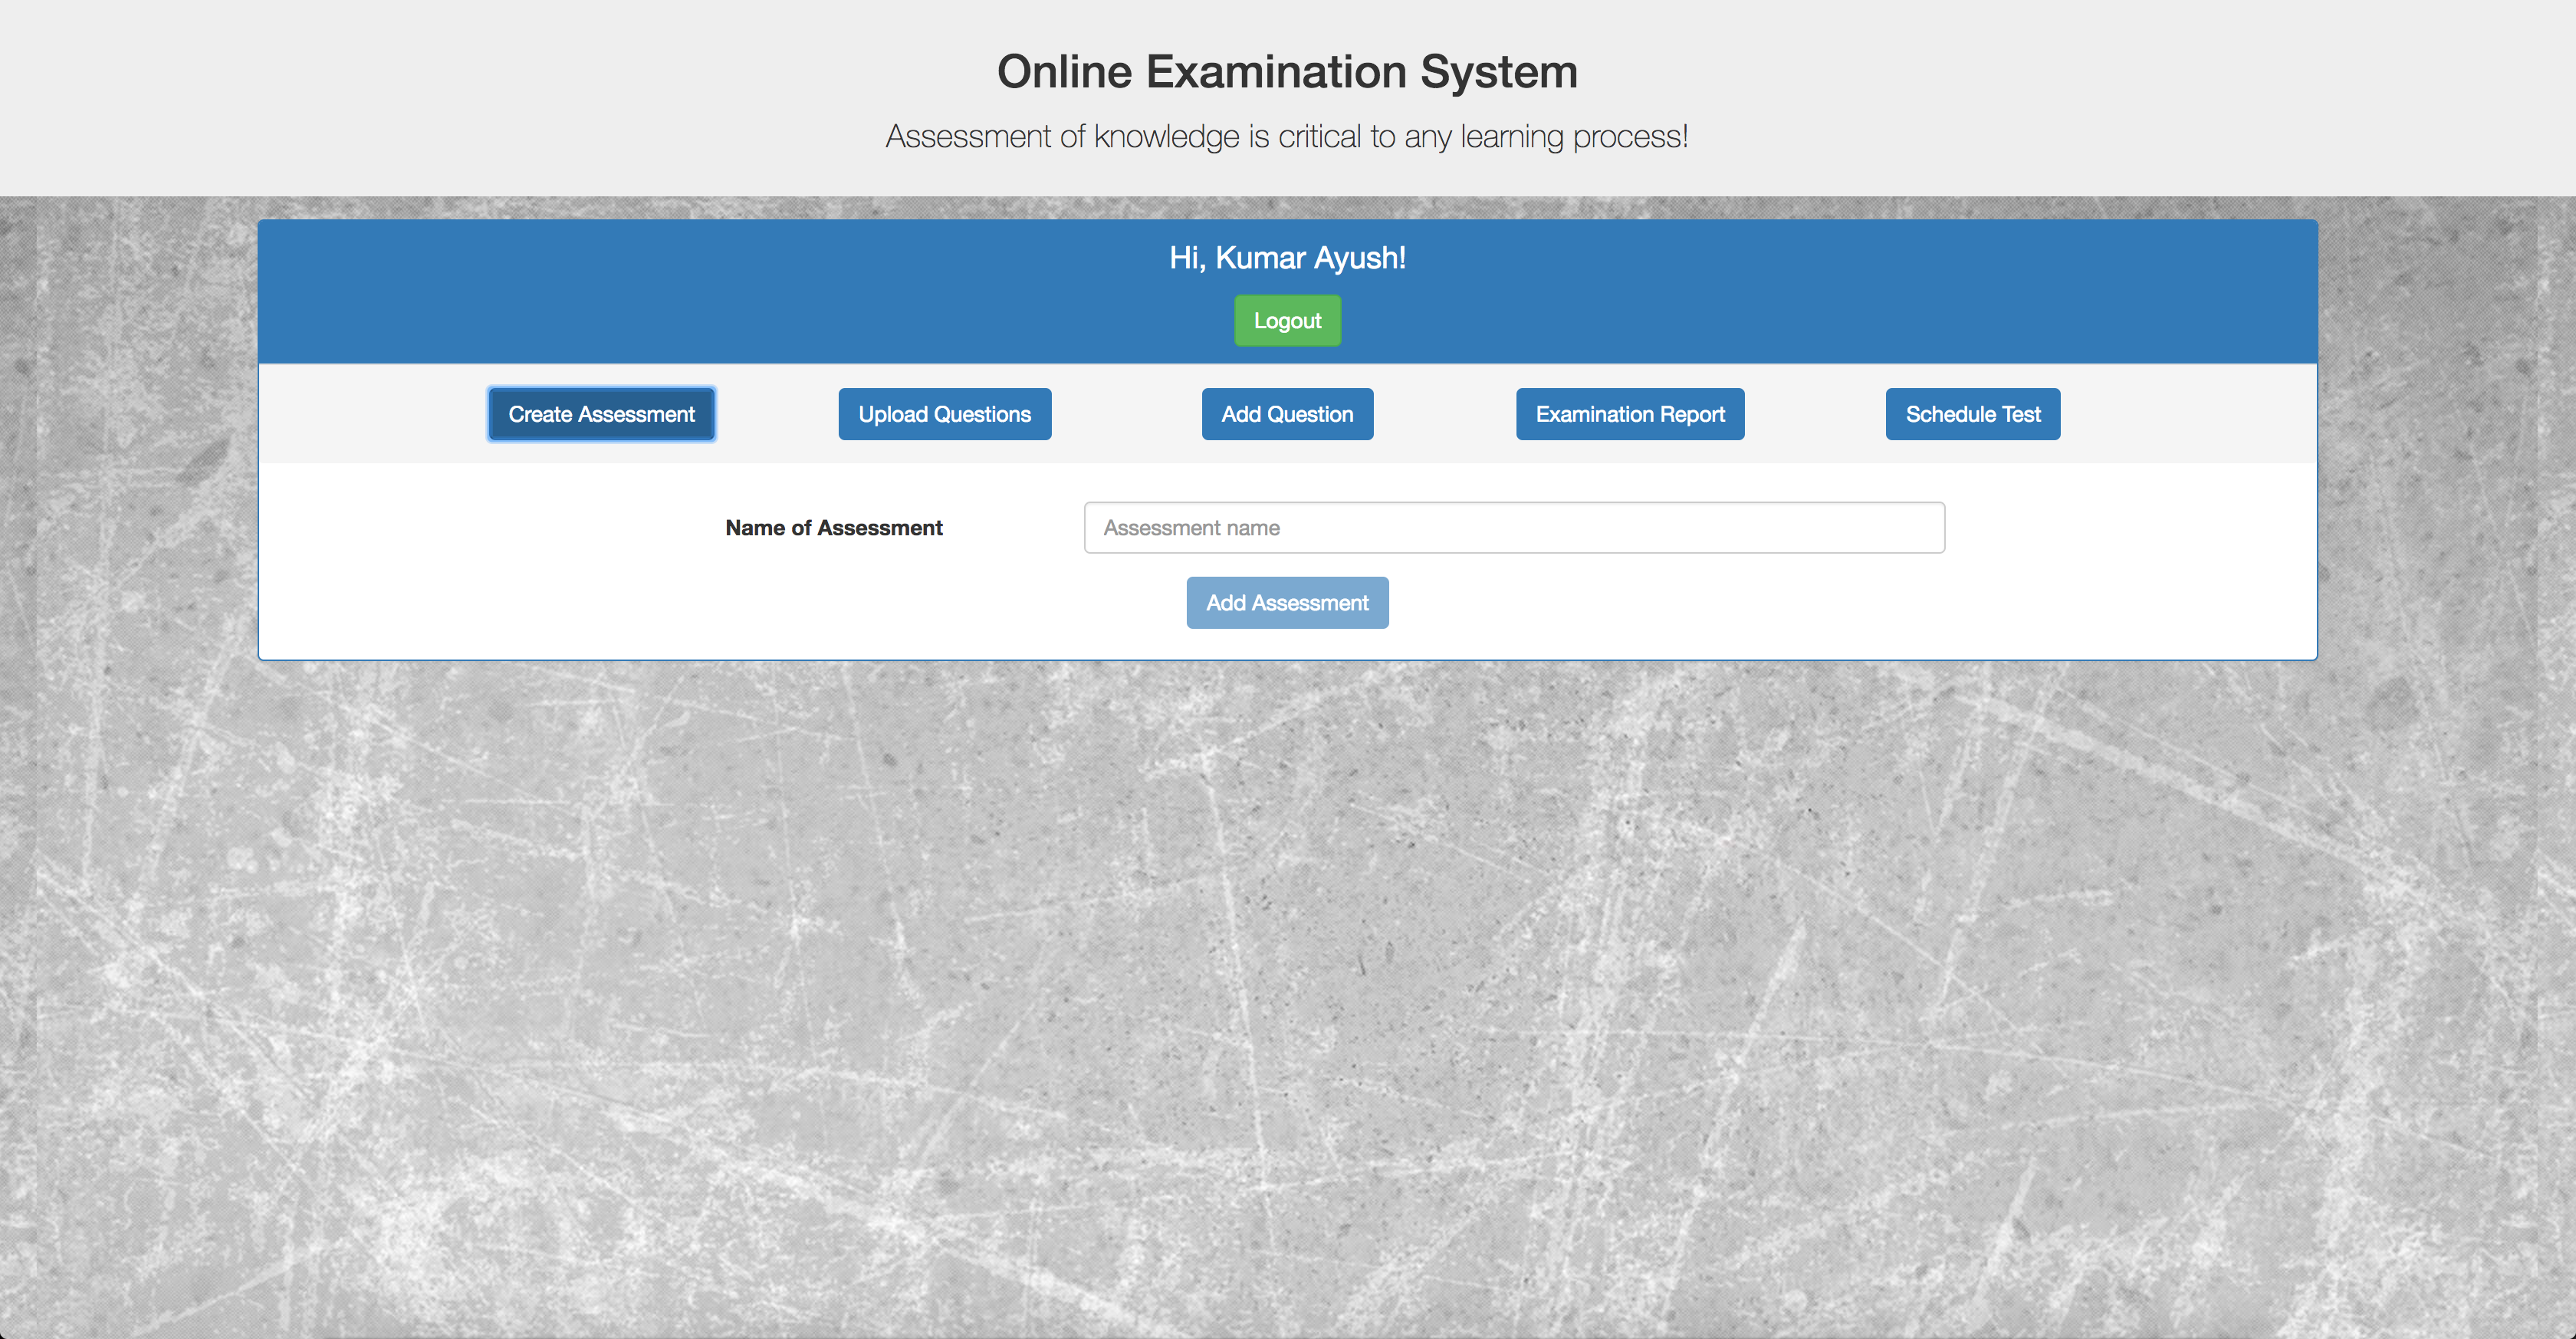 Online Examination System
Assessment of knowledge is critical to any learning process!
Hi, Kumar Ayush!
Logout
Create Assessment Upload Questions Add Question Examination Report Schedule Test
Name of Assessment Assessment name
Add Assessment